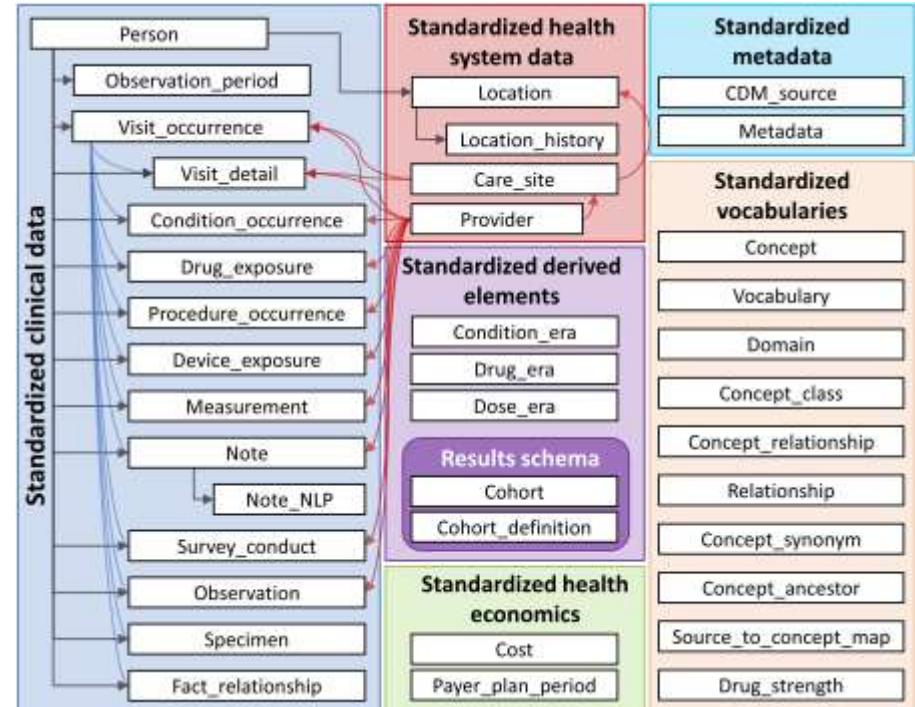 Standardized clinical data
Person
Observation_period
Visit_occurrence
Visit_detail
Condition_occurrence
Drug_exposure
Procedure_occurrence
Device_exposure
Measurement
Note
Note_NLP
Survey_conduct
Observation
Specimen
Fact_relationship
Standardized health
system data
Location
Location_history
Care_site
Provider
Standardized derived
elements
Condition_era
Drug_era
Dose_era
Results schema
Cohort
Cohort_definition
Standardized health
economics
Cost
Payer_plan_period
Standardized
metadata
CDM_source
Metadata
Standardized
vocabularies
Concept
Vocabulary
Domain
Concept_class
Concept_relationship
Relationship
Concept_synonym
Concept_ancestor
Source_to_concept_map
Drug_strength